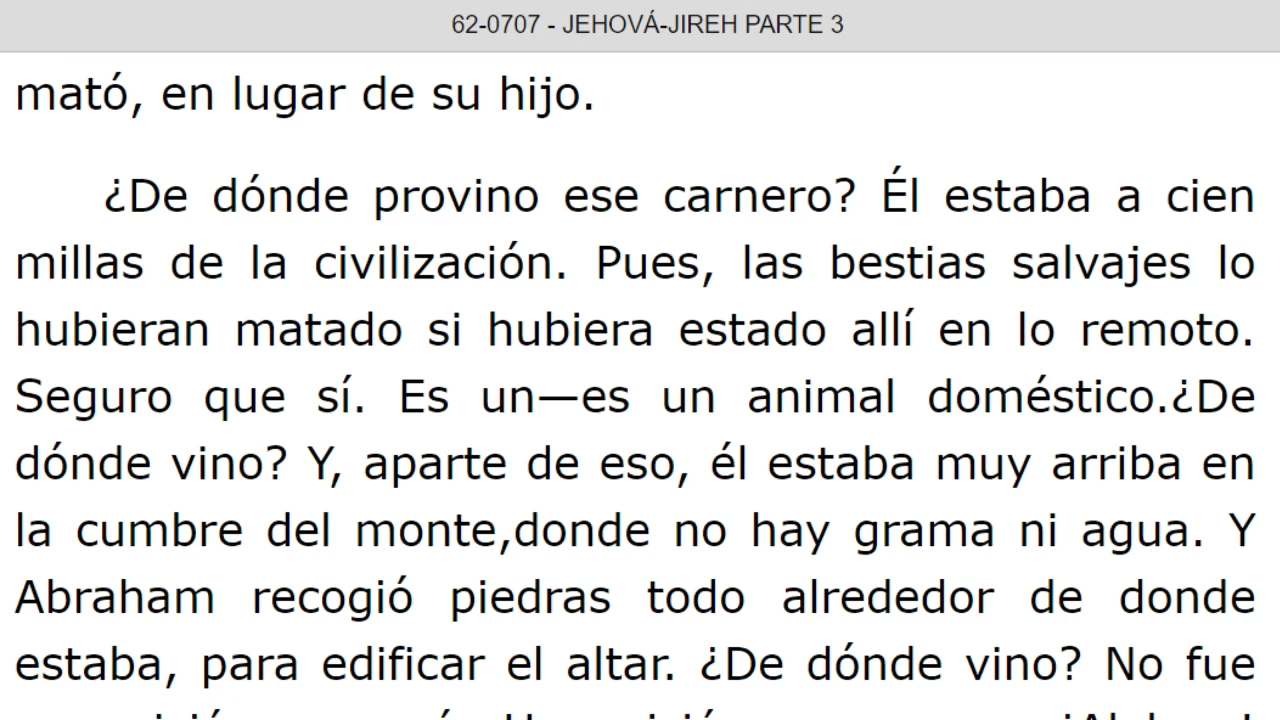 62-0707 - JEHOVÁ-JIREH PARTE 3
mató, en lugar de su hijo.
¿De dónde provino ese carnero? Él estaba a cien
millas de la civilización. Pues, las bestias salvajes lo
hubieran matado si hubiera estado allí en lo remoto.
Seguro que sí. Es un—es un animal doméstico.¿De
dónde vino? Y, aparte de eso, él estaba muy arriba en
la cumbre del monte,donde no hay grama ni agua. Y
Abraham recogió piedras todo alrededor de donde
estaba, para edificar el altar. ¿De dónde vino? No fue